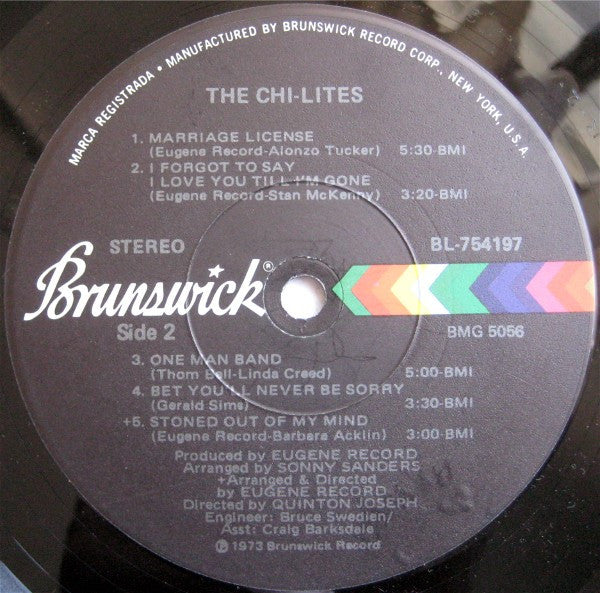 MARCA REGISTRADA • MANUFACTURED BY BRUNSWICK RECORD CORP., NEW YORK, U.S.A.
THE CHI-LITES
1. MARRIAGE LICENSE
(Eugene Record-Alonzo Tucker) 5:30-BMI
2. I FORGOT TO SAY
I LOVE YOU TILL I'M GONE
(Eugene Record-Stan McKenny) 3:20-BMI
STEREO BL-754197
Brunswick®
Side 2 BMG 5056
3. ONE MAN BAND
(Thom Bell-Linda Creed) 5:00-BMI
4. BET YOU'LL NEVER BE SORRY
(Gerald Sims) 3:30-BMI
+5. STONED OUT OF MY MIND
(Eugene Record-Barbara Acklin) 3:00-BMI
Produced by EUGENE RECORD
Arranged by SONNY SANDERS
+Arranged & Directed
by EUGENE RECORD
Directed by QUINTON JOSEPH
Engineer: Bruce Swedien/
Asst: Craig Barksdale
℗ 1973 Brunswick Record